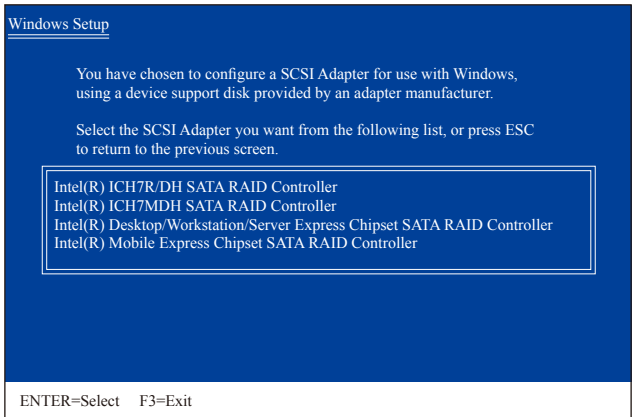 Windows Setup
You have chosen to configure a SCSI Adapter for use with Windows,
using a device support disk provided by an adapter manufacturer.
Select the SCSI Adapter you want from the following list, or press ESC
to return to the previous screen.
Intel(R) ICH7R/DH SATA RAID Controller
Intel(R) ICH7MDH SATA RAID Controller
Intel(R) Desktop/Workstation/Server Express Chipset SATA RAID Controller
Intel(R) Mobile Express Chipset SATA RAID Controller
ENTER=Select F3=Exit